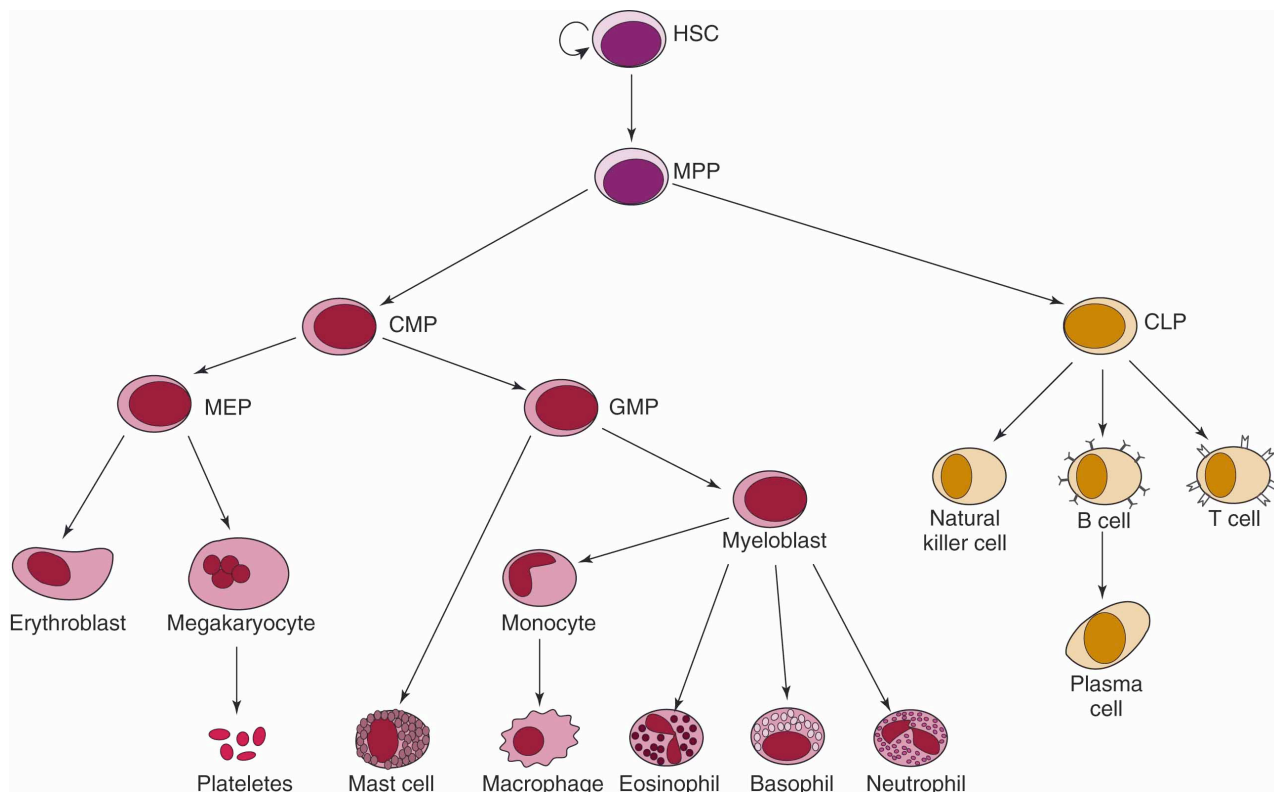 HSC
MPP
CMP
CLP
MEP
GMP
Natural
killer cell
B cell
T cell
Myeloblast
Erythroblast
Megakaryocyte
Monocyte
Plasma
cell
Plateletes
Mast cell
Macrophage
Eosinophil
Basophil
Neutrophil